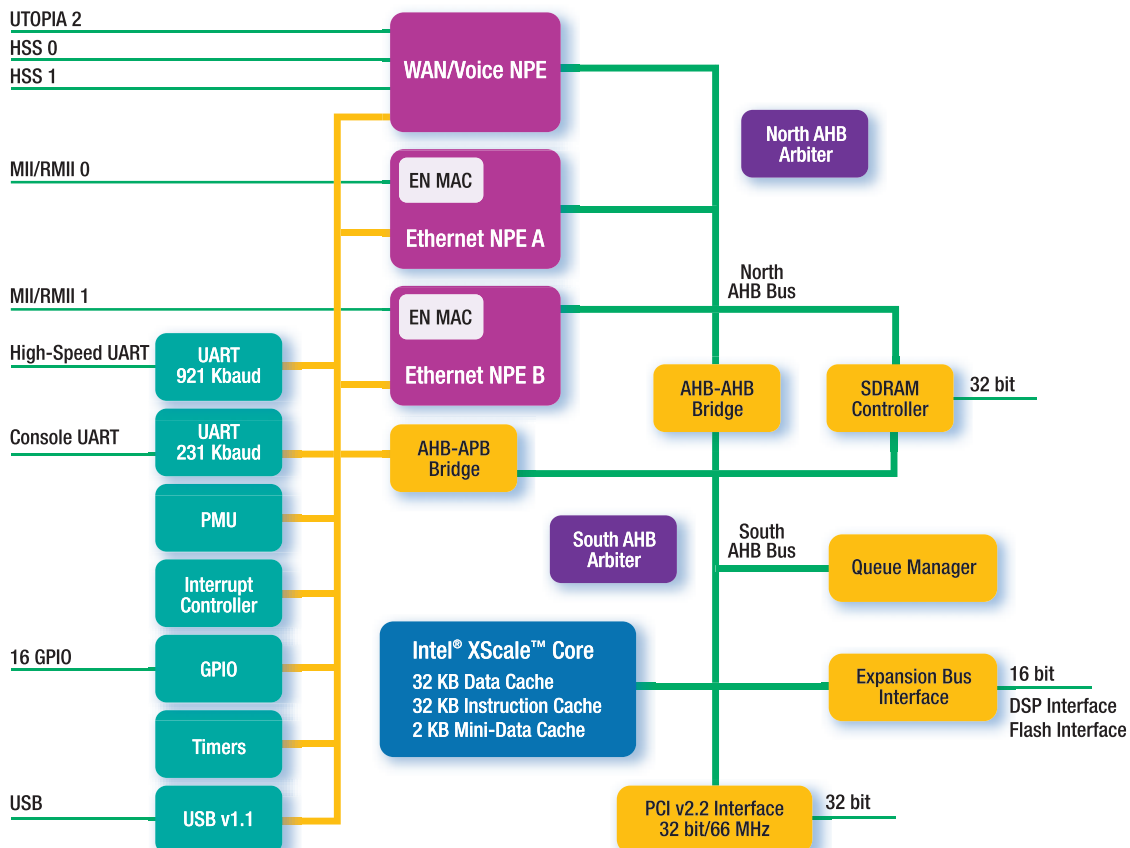 UTOPIA 2
HSS 0
HSS 1
WAN/Voice NPE
North AHB
Arbiter
MII/RMII 0
EN MAC
Ethernet NPE A
North
AHB Bus
MII/RMII 1
EN MAC
Ethernet NPE B
High-Speed UART
UART
921 Kbaud
AHB-AHB
Bridge
SDRAM
Controller
32 bit
Console UART
UART
231 Kbaud
AHB-APB
Bridge
PMU
South AHB
Arbiter
South
AHB Bus
Queue Manager
Interrupt
Controller
Intel® XScale™ Core
32 KB Data Cache
32 KB Instruction Cache
2 KB Mini-Data Cache
16 GPIO
GPIO
Expansion Bus
Interface
16 bit
DSP Interface
Flash Interface
Timers
USB
USB v1.1
PCI v2.2 Interface
32 bit/66 MHz
32 bit